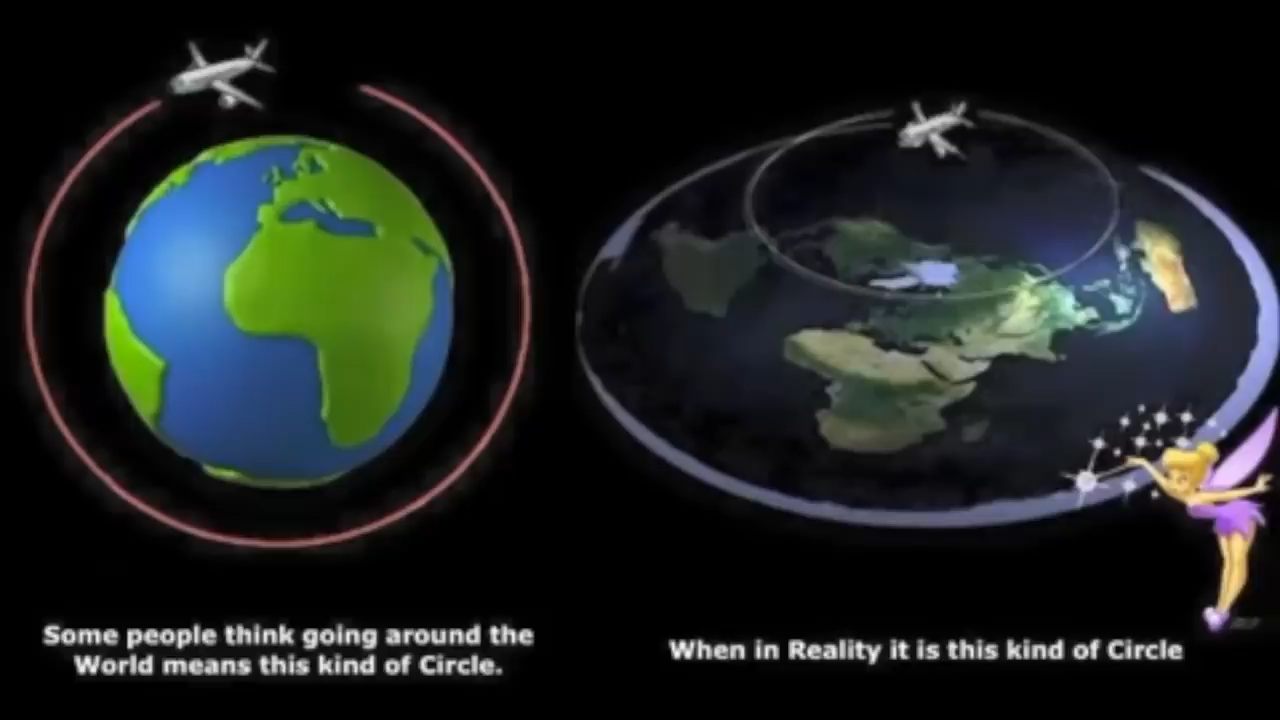 Some people think going around the
World means this kind of Circle.
When in Reality it is this kind of Circle